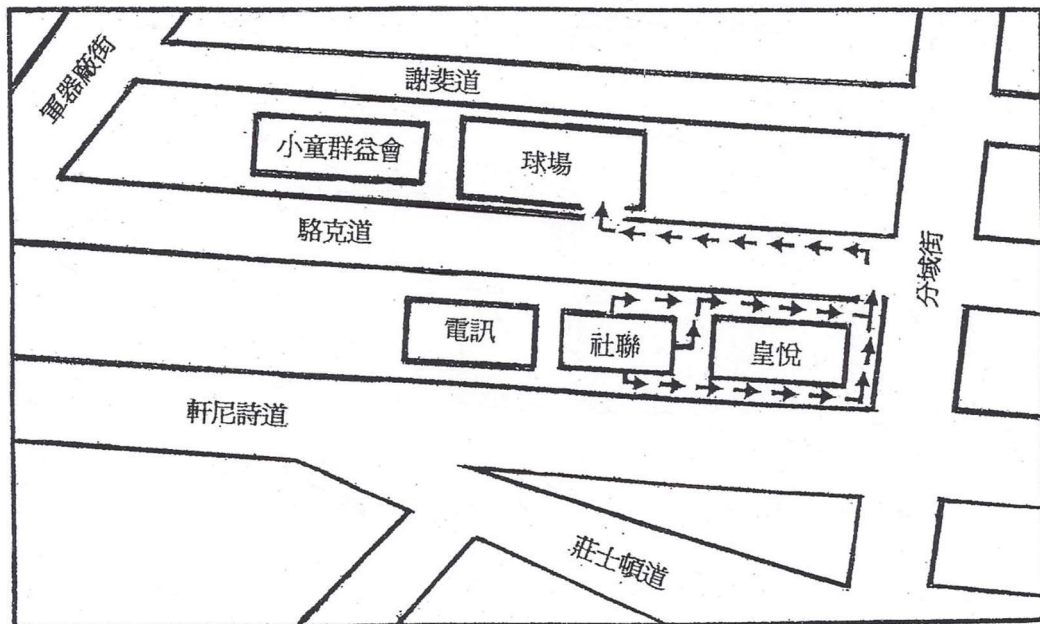 軍器廠街
謝斐道
小童群益會
球場
駱克道
分域街
電訊
社聯
皇悅
軒尼詩道
莊士頓道